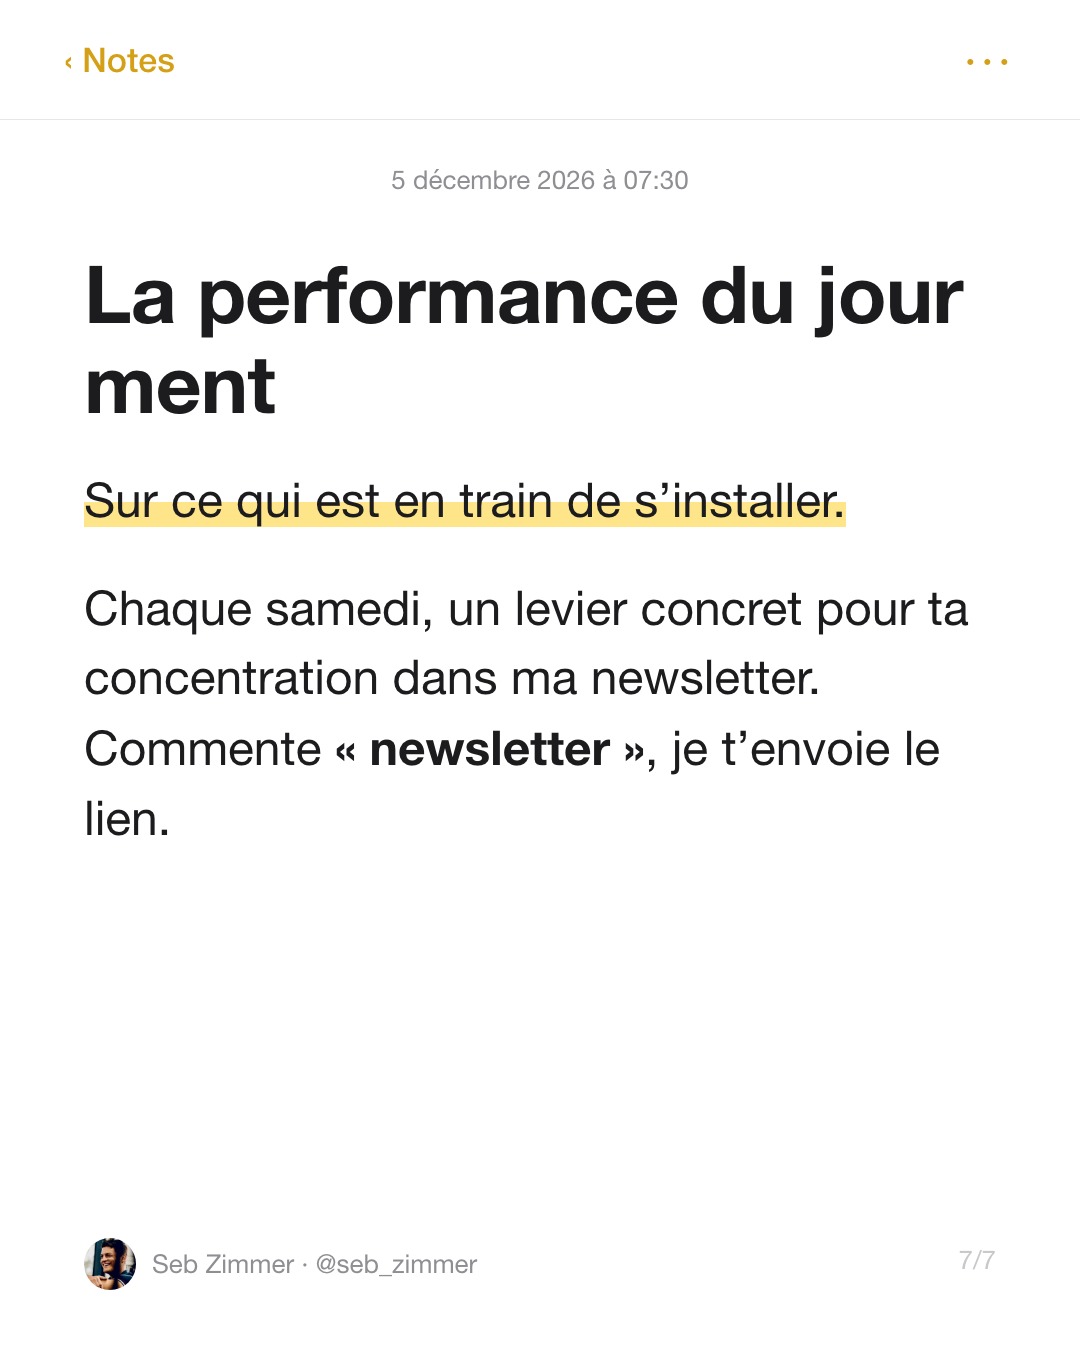 ‹ Notes
5 décembre 2026 à 07:30
La performance du jour
ment
Sur ce qui est en train de s’installer.
Chaque samedi, un levier concret pour ta
concentration dans ma newsletter.
Commente « newsletter », je t’envoie le
lien.
Seb Zimmer · @seb_zimmer
7/7